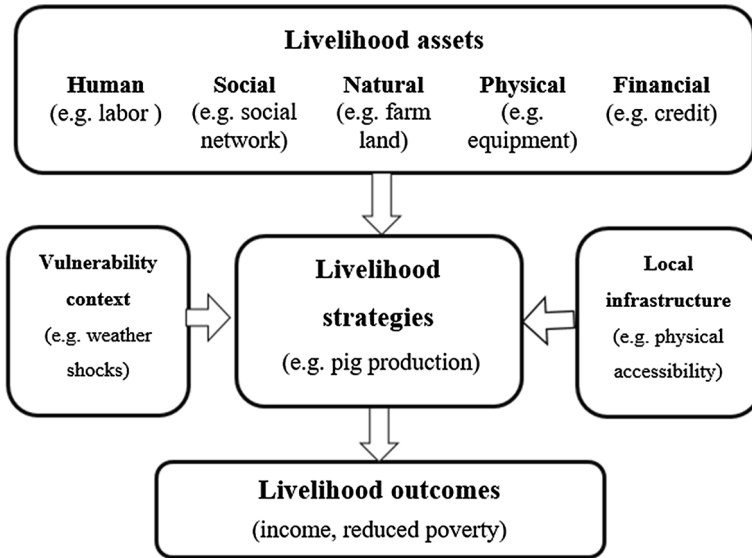 Livelihood assets
Human Social Natural Physical Financial
(e.g. labor ) (e.g. social (e.g. farm (e.g. (e.g. credit)
network) land) equipment)
Vulnerability
context
(e.g. weather
shocks)
Livelihood
strategies
(e.g. pig production)
Local
infrastructure
(e.g. physical
accessibility)
Livelihood outcomes
(income, reduced poverty)